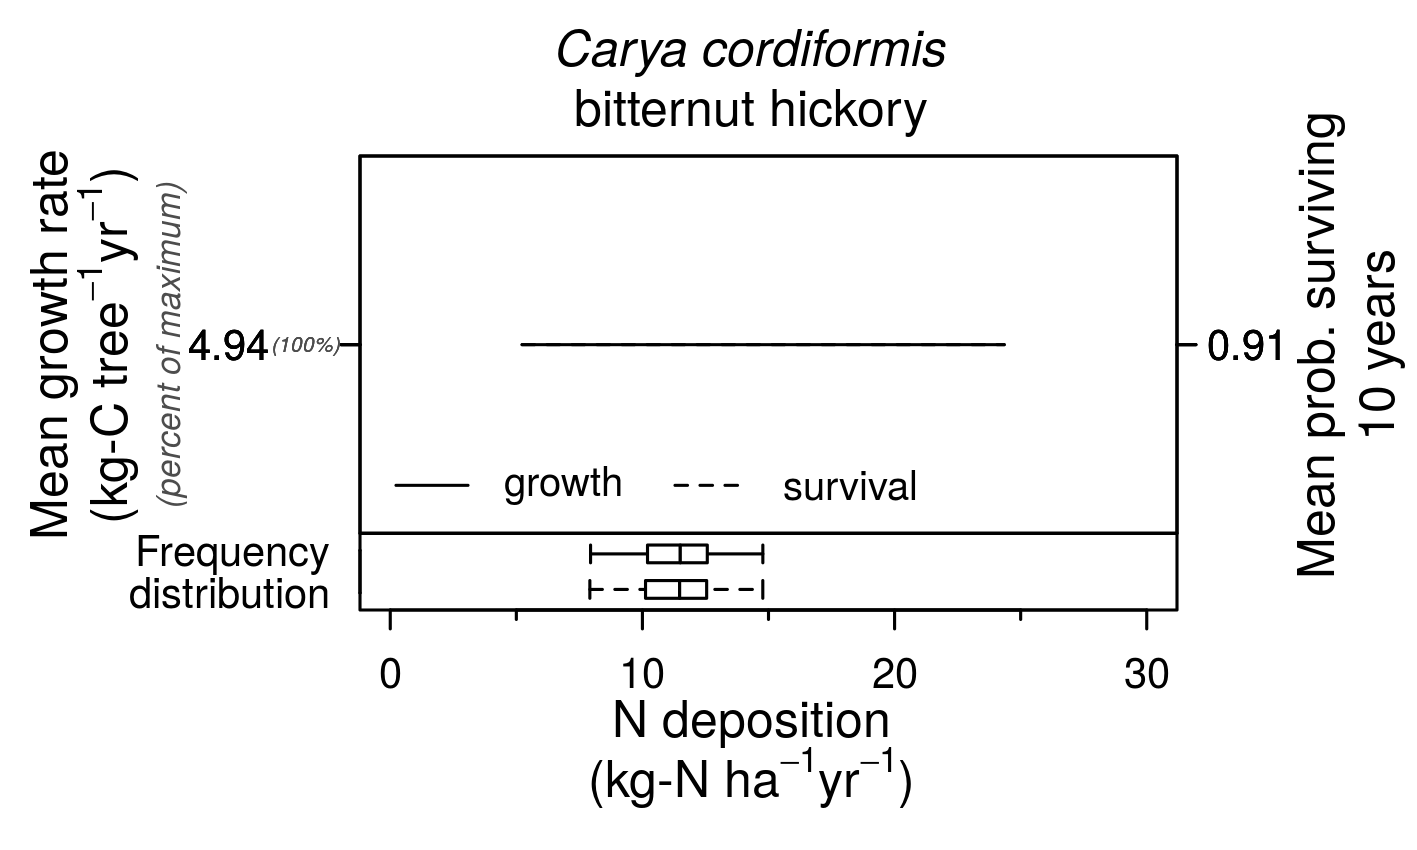 Carya cordiformis
bitternut hickory
Mean growth rate
(kg-C tree⁻¹yr⁻¹)
(percent of maximum)
4.94 (100%)
0.91
Mean prob. surviving
10 years
growth
survival
Frequency
distribution
0 10 20 30
N deposition
(kg-N ha⁻¹yr⁻¹)